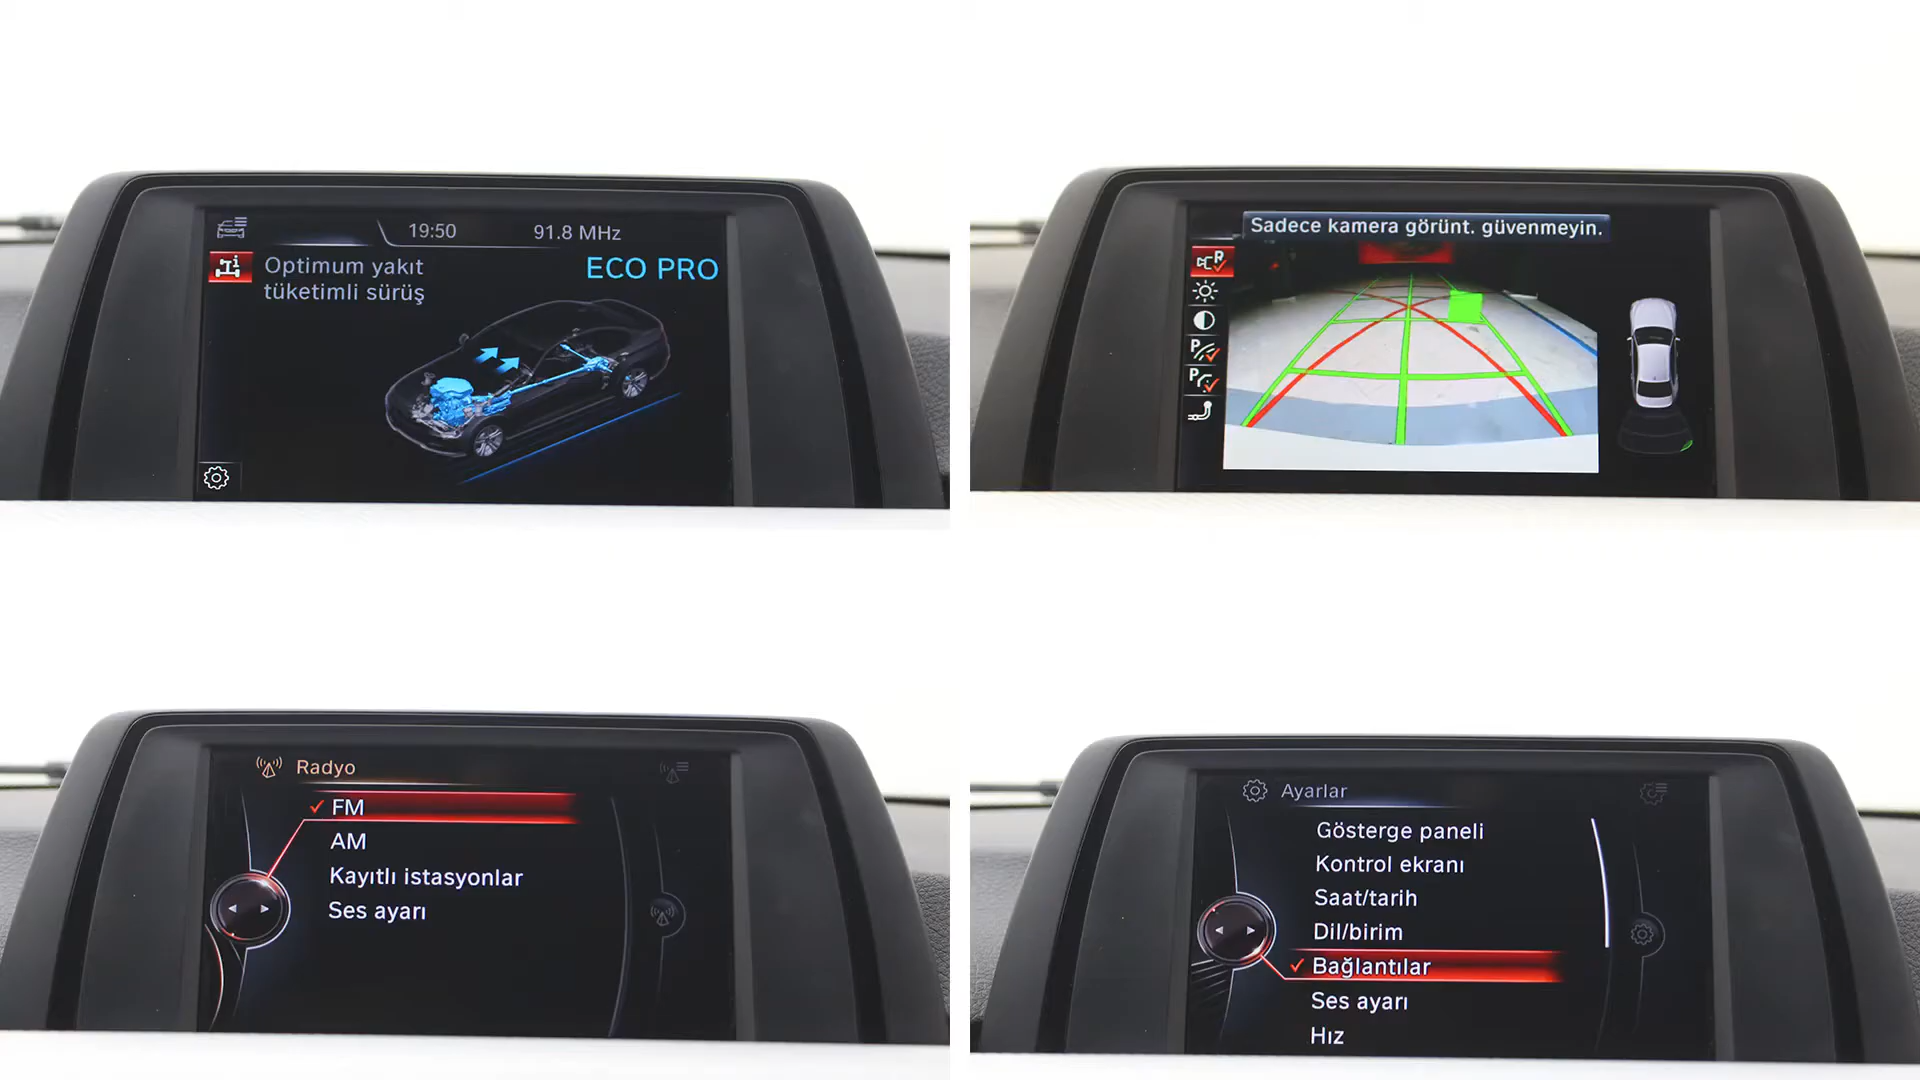 19:50
91.8 MHz
Optimum yakıt
tüketimli sürüş
ECO PRO
Sadece kamera görünt. güvenmeyin.
R
P
P
Radyo
FM
AM
Kayıtlı istasyonlar
Ses ayarı
Ayarlar
Gösterge paneli
Kontrol ekranı
Saat/tarih
Dil/birim
Bağlantılar
Ses ayarı
Hız